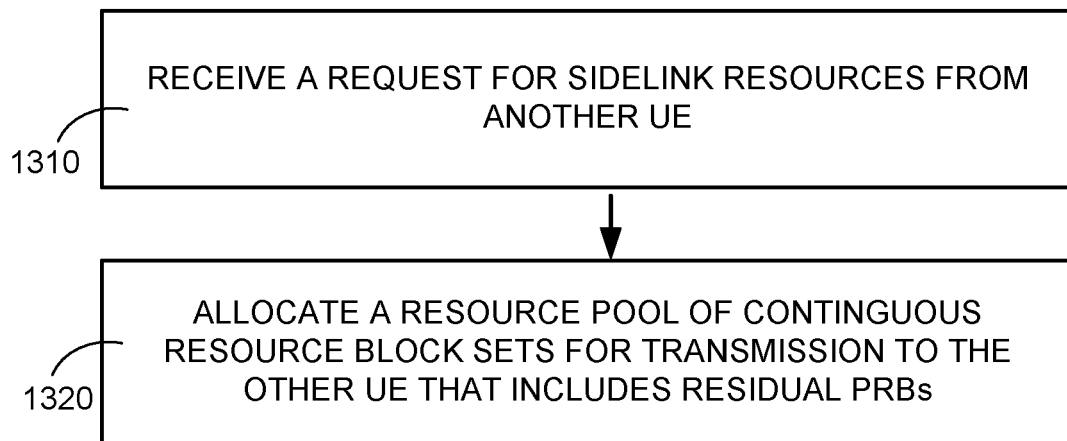 RECEIVE A REQUEST FOR SIDELINK RESOURCES FROM
ANOTHER UE
1310
ALLOCATE A RESOURCE POOL OF CONTINGUOUS
RESOURCE BLOCK SETS FOR TRANSMISSION TO THE
OTHER UE THAT INCLUDES RESIDUAL PRBs
1320